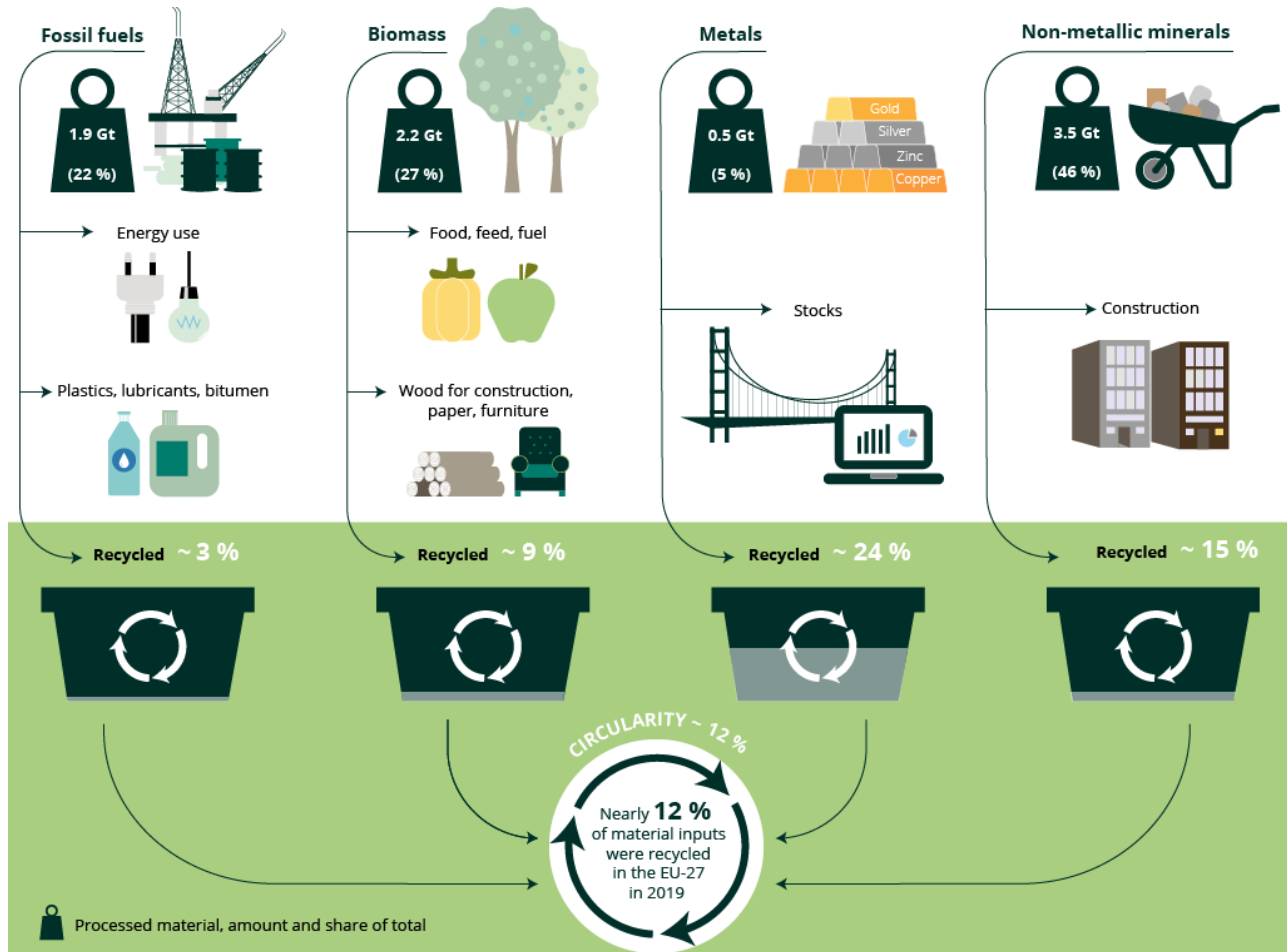 Fossil fuels
1.9 Gt
(22 %)
Energy use
Plastics, lubricants, bitumen
Recycled ~ 3 %
Biomass
2.2 Gt
(27 %)
Food, feed, fuel
Wood for construction,
paper, furniture
Recycled ~ 9 %
Metals
0.5 Gt
(5 %)
Gold
Silver
Zinc
Copper
Stocks
Recycled ~ 24 %
Non-metallic minerals
3.5 Gt
(46 %)
Construction
Recycled ~ 15 %
CIRCULARITY ~ 12 %
Nearly 12 %
of material inputs
were recycled
in the EU-27
in 2019
Processed material, amount and share of total